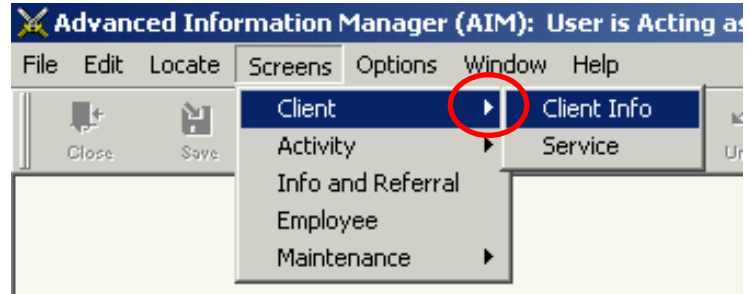 Advanced Information Manager (AIM): User is Acting as
File Edit Locate Screens Options Window Help
Close Save
Client Client Info
Activity Service
Info and Referral
Employee
Maintenance